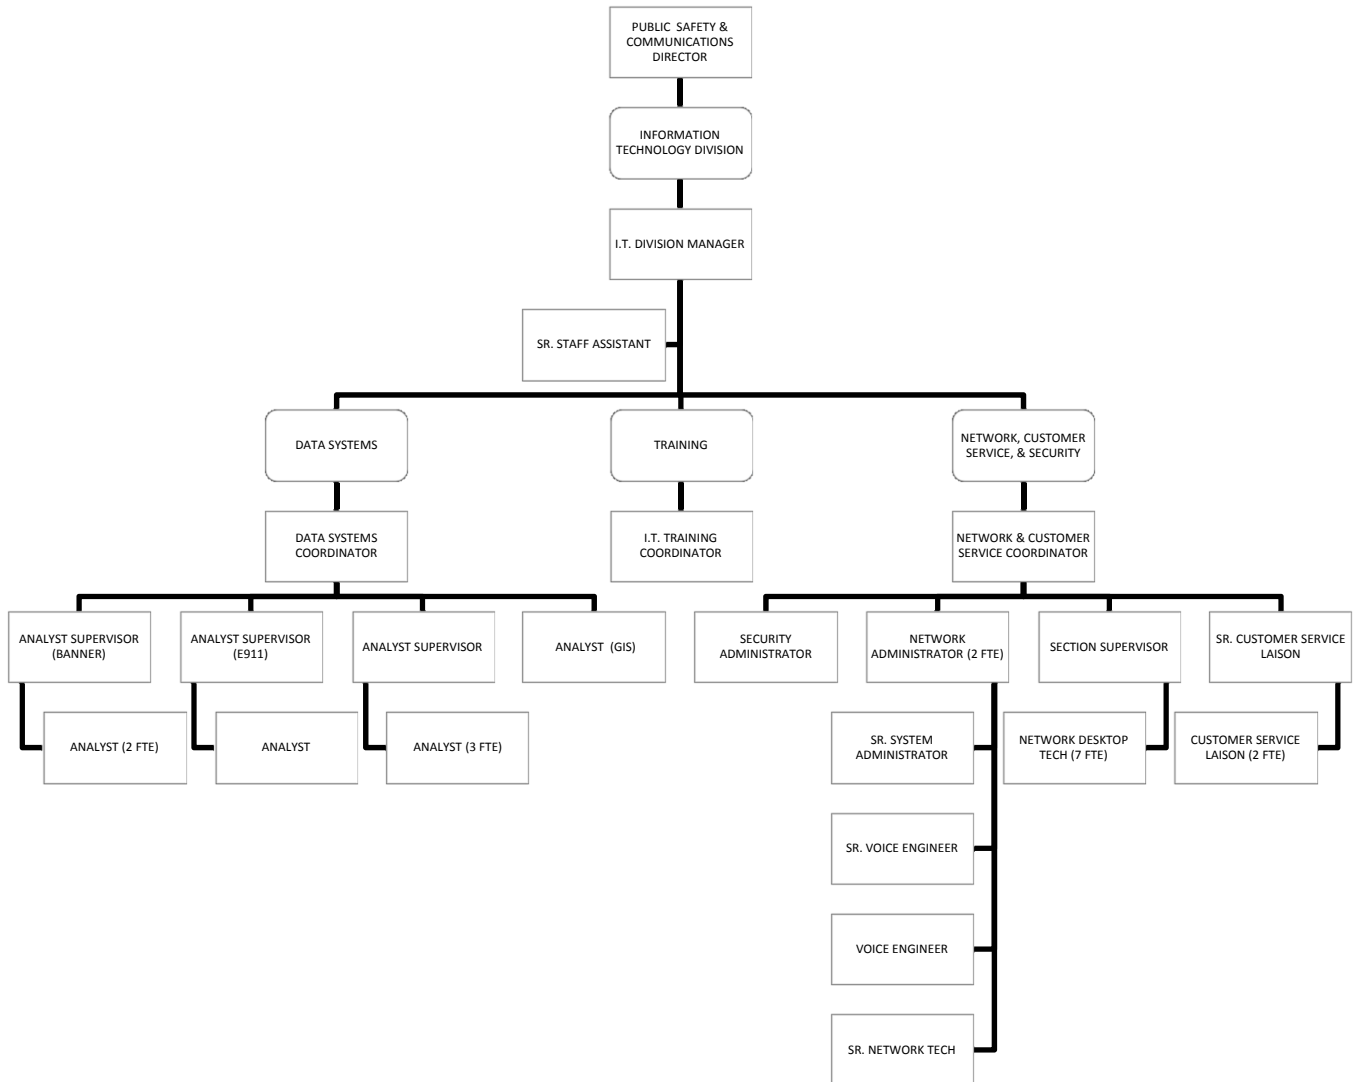 PUBLIC SAFETY &
COMMUNICATIONS
DIRECTOR
INFORMATION
TECHNOLOGY DIVISION
I.T. DIVISION MANAGER
SR. STAFF ASSISTANT
DATA SYSTEMS
TRAINING
NETWORK, CUSTOMER
SERVICE, & SECURITY
DATA SYSTEMS
COORDINATOR
I.T. TRAINING
COORDINATOR
NETWORK & CUSTOMER
SERVICE COORDINATOR
ANALYST SUPERVISOR
(BANNER)
ANALYST SUPERVISOR
(E911)
ANALYST SUPERVISOR
ANALYST (GIS)
SECURITY
ADMINISTRATOR
NETWORK
ADMINISTRATOR (2 FTE)
SECTION SUPERVISOR
SR. CUSTOMER SERVICE
LAISON
ANALYST (2 FTE)
ANALYST
ANALYST (3 FTE)
SR. SYSTEM
ADMINISTRATOR
NETWORK DESKTOP
TECH (7 FTE)
CUSTOMER SERVICE
LAISON (2 FTE)
SR. VOICE ENGINEER
VOICE ENGINEER
SR. NETWORK TECH